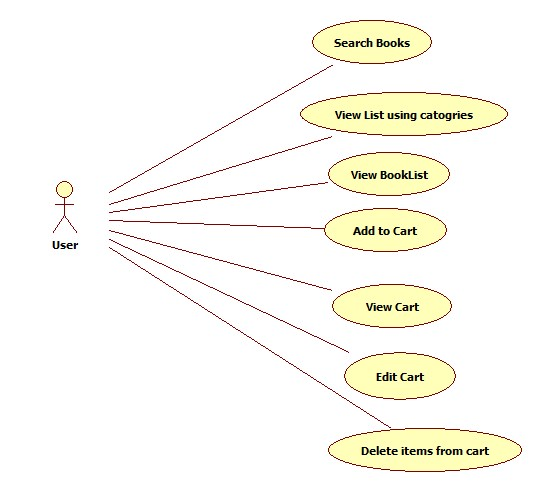 Search Books
View List using catogries
View BookList
Add to Cart
User
View Cart
Edit Cart
Delete items from cart